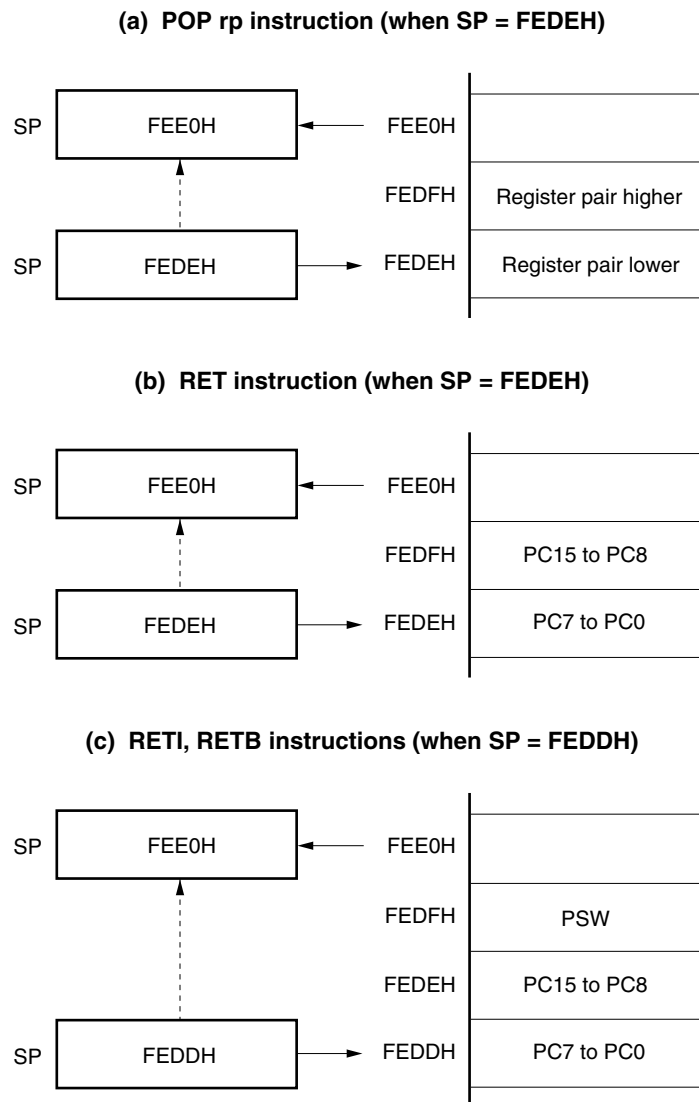 (a) POP rp instruction (when SP = FEDEH)
SP FEE0H FEE0H
FEDFH Register pair higher
SP FEDEH FEDEH Register pair lower
(b) RET instruction (when SP = FEDEH)
SP FEE0H FEE0H
FEDFH PC15 to PC8
SP FEDEH FEDEH PC7 to PC0
(c) RETI, RETB instructions (when SP = FEDDH)
SP FEE0H FEE0H
FEDFH PSW
FEDEH PC15 to PC8
SP FEDDH FEDDH PC7 to PC0